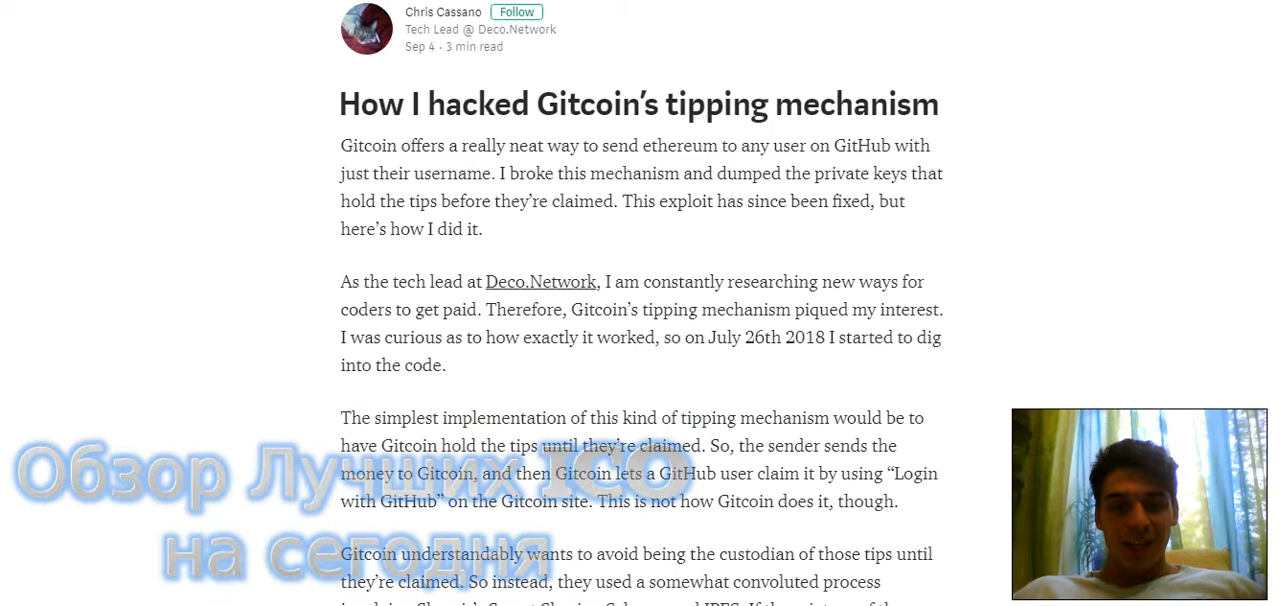 Chris Cassano Follow
Tech Lead @ Deco.Network
Sep 4 · 3 min read
How I hacked Gitcoin’s tipping mechanism
Gitcoin offers a really neat way to send ethereum to any user on GitHub with
just their username. I broke this mechanism and dumped the private keys that
hold the tips before they’re claimed. This exploit has since been fixed, but
here’s how I did it.
As the tech lead at Deco.Network, I am constantly researching new ways for
coders to get paid. Therefore, Gitcoin’s tipping mechanism piqued my interest.
I was curious as to how exactly it worked, so on July 26th 2018 I started to dig
into the code.
The simplest implementation of this kind of tipping mechanism would be to
have Gitcoin hold the tips until they’re claimed. So, the sender sends the
money to Gitcoin, and then Gitcoin lets a GitHub user claim it by using “Login
with GitHub” on the Gitcoin site. This is not how Gitcoin does it, though.
Gitcoin understandably wants to avoid being the custodian of those tips until
they’re claimed. So instead, they used a somewhat convoluted process
Обзор Лучших ICO
на сегодня